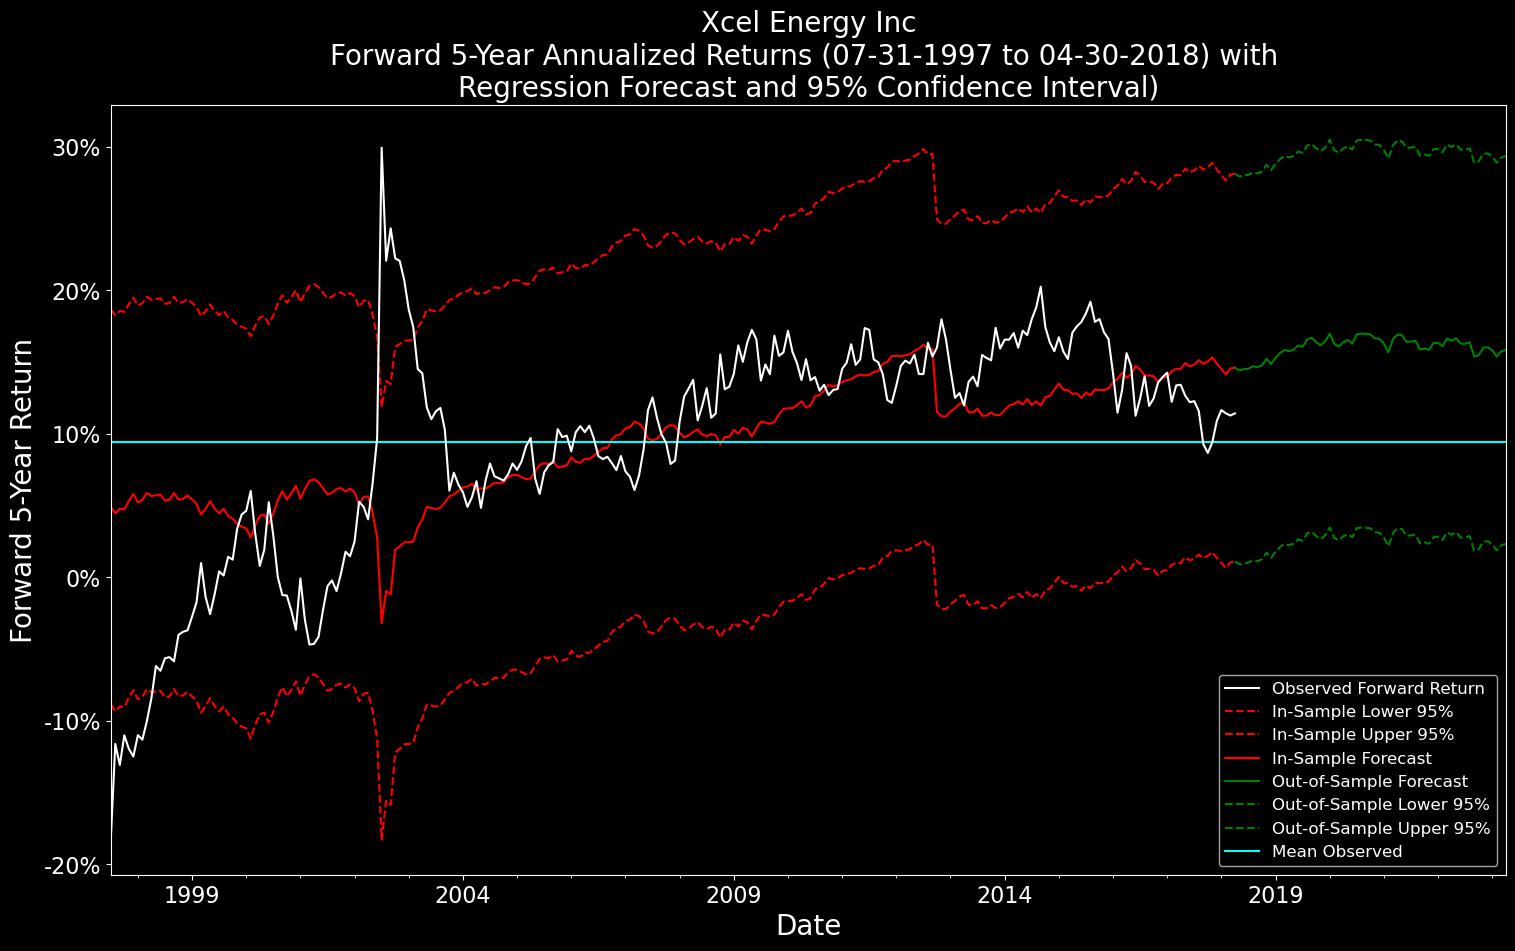 Xcel Energy Inc
Forward 5-Year Annualized Returns (07-31-1997 to 04-30-2018) with
Regression Forecast and 95% Confidence Interval)
Forward 5-Year Return
30%
20%
10%
0%
-10%
-20%
1999
2004
2009
2014
2019
Date
Observed Forward Return
In-Sample Lower 95%
In-Sample Upper 95%
In-Sample Forecast
Out-of-Sample Forecast
Out-of-Sample Lower 95%
Out-of-Sample Upper 95%
Mean Observed